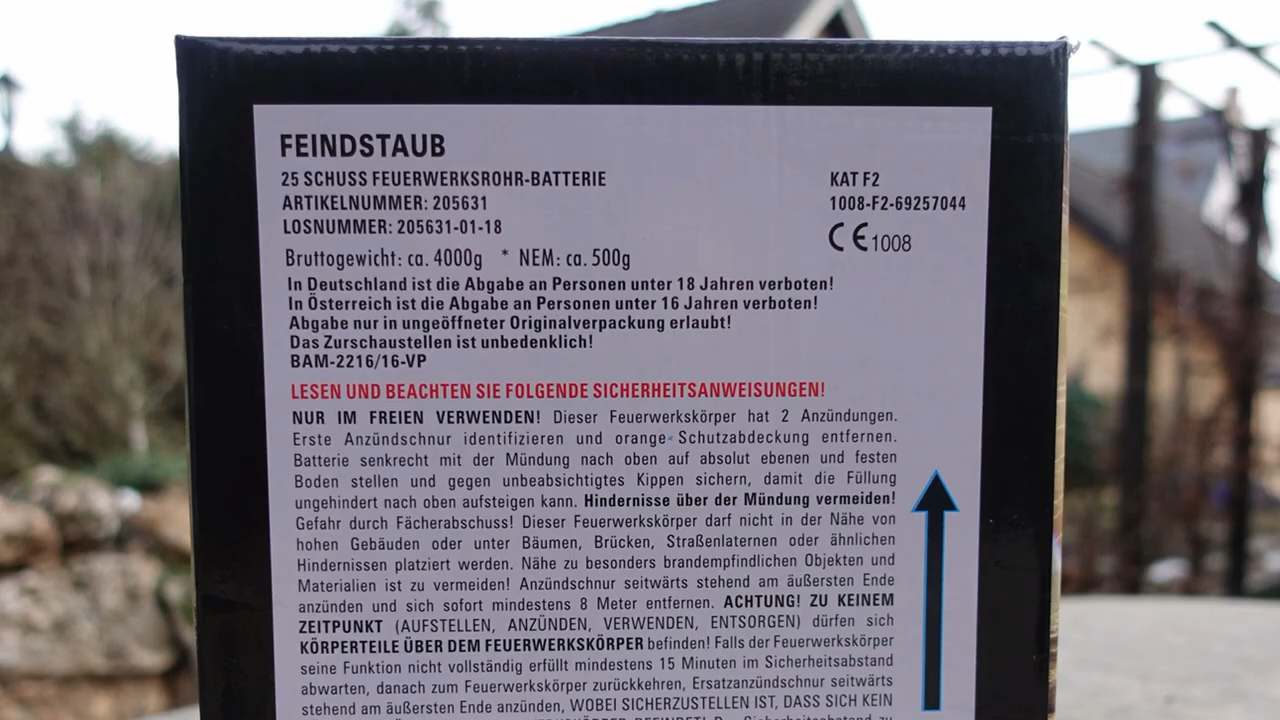 FEINDSTAUB
25 SCHUSS FEUERWERKSROHR-BATTERIE
ARTIKELNUMMER: 205631
LOSNUMMER: 205631-01-18
KAT F2
1008-F2-69257044
CE 1008
Bruttogewicht: ca. 4000g * NEM: ca. 500g
In Deutschland ist die Abgabe an Personen unter 18 Jahren verboten!
In Österreich ist die Abgabe an Personen unter 16 Jahren verboten!
Abgabe nur in ungeöffneter Originalverpackung erlaubt!
Das Zurschaustellen ist unbedenklich!
BAM-2216/16-VP
LESEN UND BEACHTEN SIE FOLGENDE SICHERHEITSANWEISUNGEN!
NUR IM FREIEN VERWENDEN! Dieser Feuerwerkskörper hat 2 Anzündungen.
Erste Anzündschnur identifizieren und orange Schutzabdeckung entfernen.
Batterie senkrecht mit der Mündung nach oben auf absolut ebenen und festen
Boden stellen und gegen unbeabsichtigtes Kippen sichern, damit die Füllung
ungehindert nach oben aufsteigen kann. Hindernisse über der Mündung vermeiden!
Gefahr durch Fächerabschuss! Dieser Feuerwerkskörper darf nicht in der Nähe von
hohen Gebäuden oder unter Bäumen, Brücken, Straßenlaternen oder ähnlichen
Hindernissen platziert werden. Nähe zu besonders brandempfindlichen Objekten und
Materialien ist zu vermeiden! Anzündschnur seitwärts stehend am äußersten Ende
anzünden und sich sofort mindestens 8 Meter entfernen. ACHTUNG! ZU KEINEM
ZEITPUNKT (AUFSTELLEN, ANZÜNDEN, VERWENDEN, ENTSORGEN) dürfen sich
KÖRPERTEILE ÜBER DEM FEUERWERKSKÖRPER befinden! Falls der Feuerwerkskörper
seine Funktion nicht vollständig erfüllt mindestens 15 Minuten im Sicherheitsabstand
abwarten, danach zum Feuerwerkskörper zurückkehren, Ersatzanzündschnur seitwärts
stehend am äußersten Ende anzünden, WOBEI SICHERZUSTELLEN IST, DASS SICH KEIN